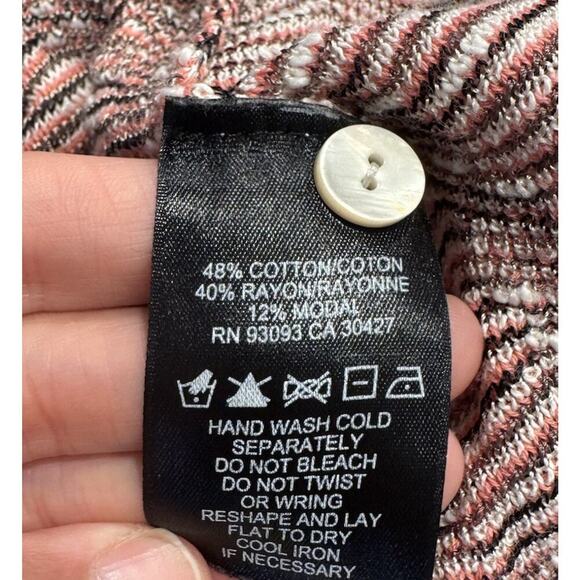 48% COTTON/COTON
40% RAYON/RAYONNE
12% MODAL
RN 93093 CA 30427
HAND WASH COLD
SEPARATELY
DO NOT BLEACH
DO NOT TWIST
OR WRING
RESHAPE AND LAY
FLAT TO DRY
COOL IRON
IF NECESSARY